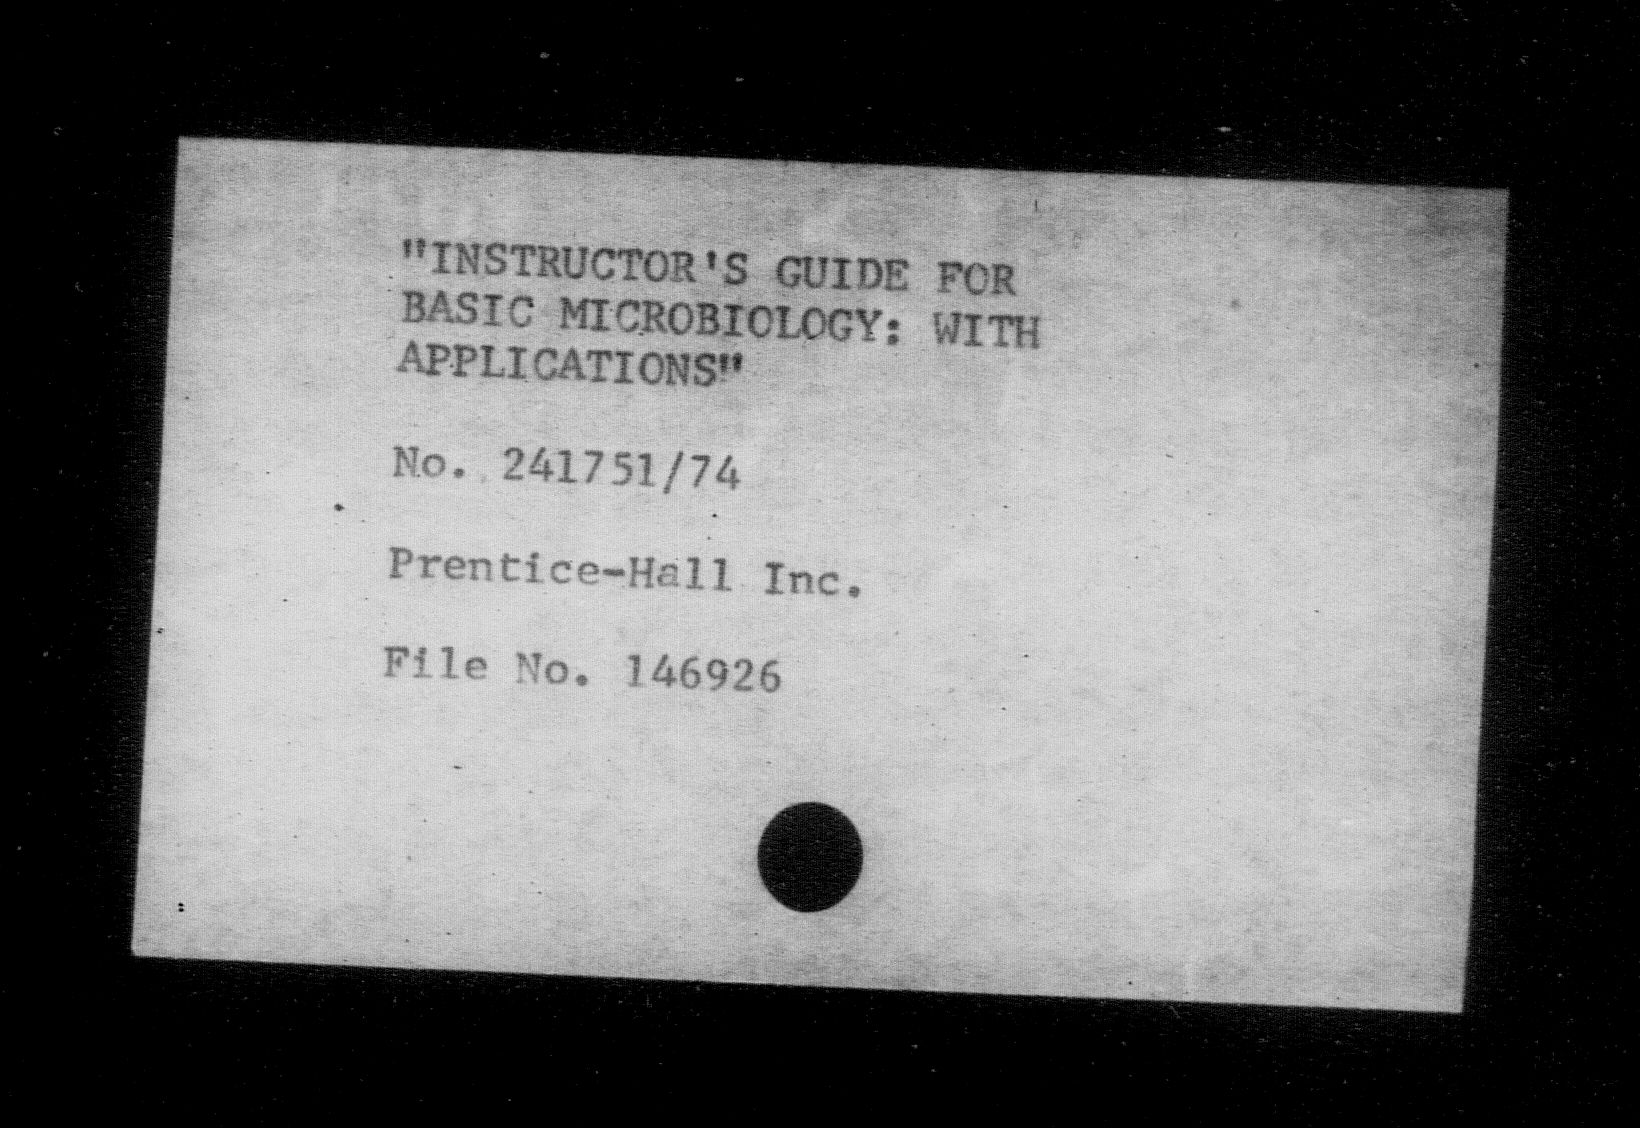 "INSTRUCTOR'S GUIDE FOR
BASIC MICROBIOLOGY: WITH
APPLICATIONS"
No. 241751/74
Prentice-Hall Inc.
File No. 146926